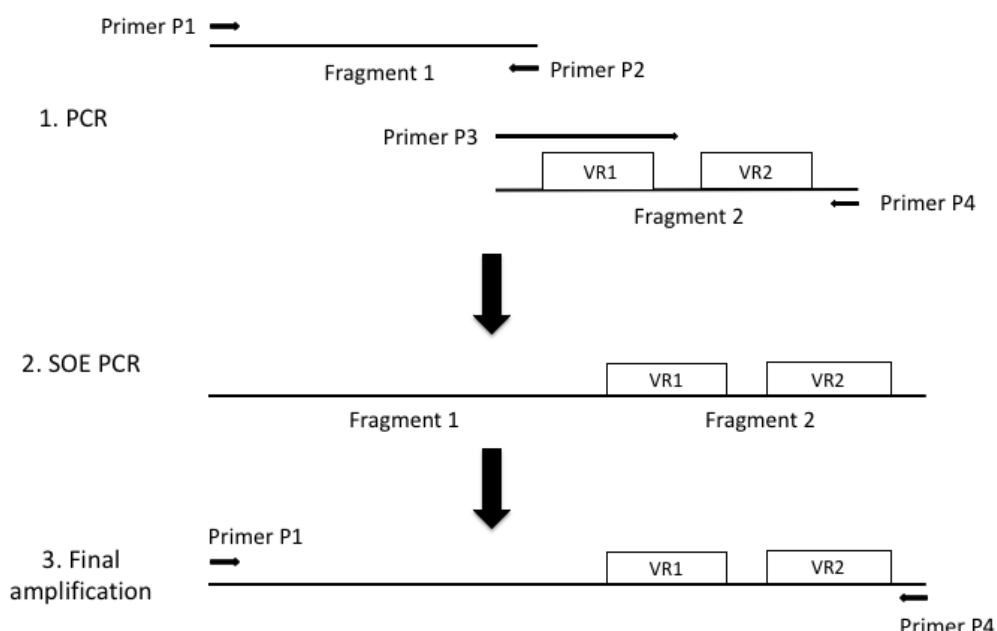 Primer P1
Fragment 1
Primer P2
1. PCR
Primer P3
VR1
VR2
Fragment 2
Primer P4
2. SOE PCR
VR1
VR2
Fragment 1
Fragment 2
Primer P1
3. Final
amplification
VR1
VR2
Primer P4